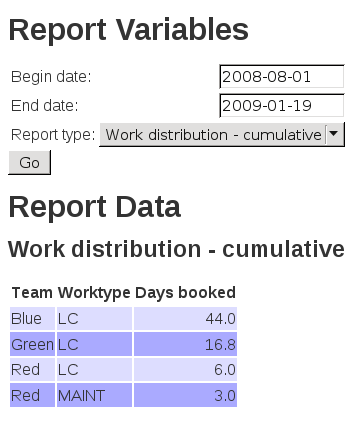 Report Variables
Begin date: 2008-08-01
End date: 2009-01-19
Report type: Work distribution - cumulative
Go
Report Data
Work distribution - cumulative
Team Worktype Days booked
Blue LC 44.0
Green LC 16.8
Red LC 6.0
Red MAINT 3.0